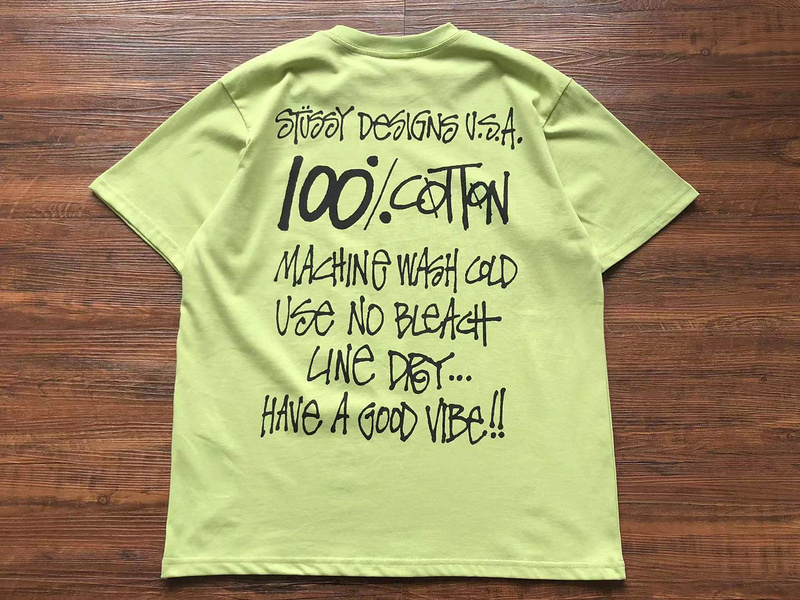 STÜSSY DESIGNS U.S.A.
100% COTTON
MACHINE WASH COLD
USE NO BLEACH
LINE DRY...
HAVE A GOOD VIBE!!